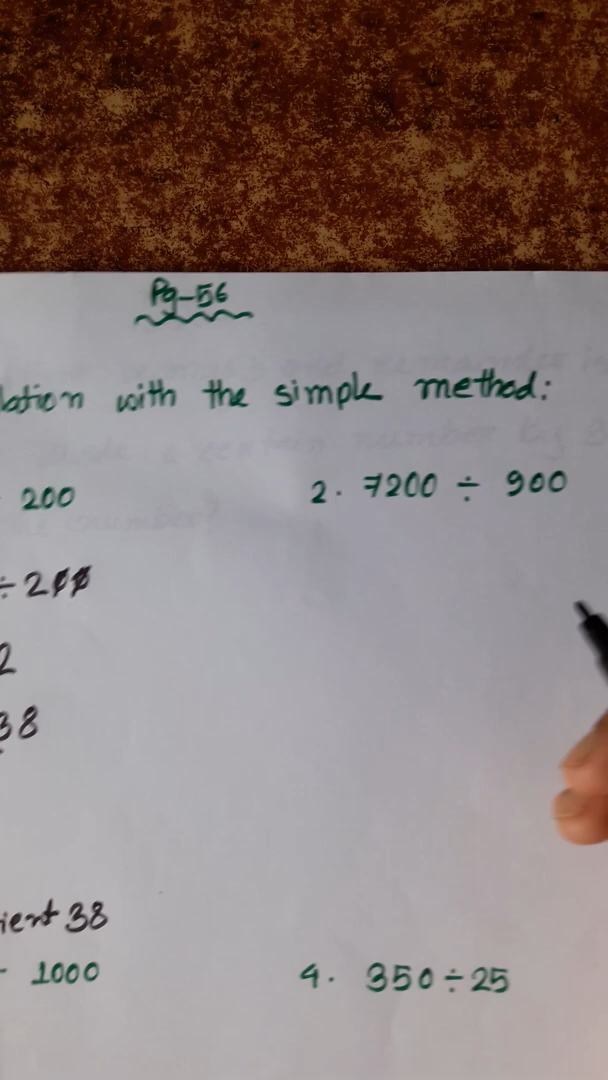 Pg-56
lation with the simple method:
200
2. 7200 ÷ 900
÷ 200
2
38
ient 38
1000
4. 350 ÷ 25